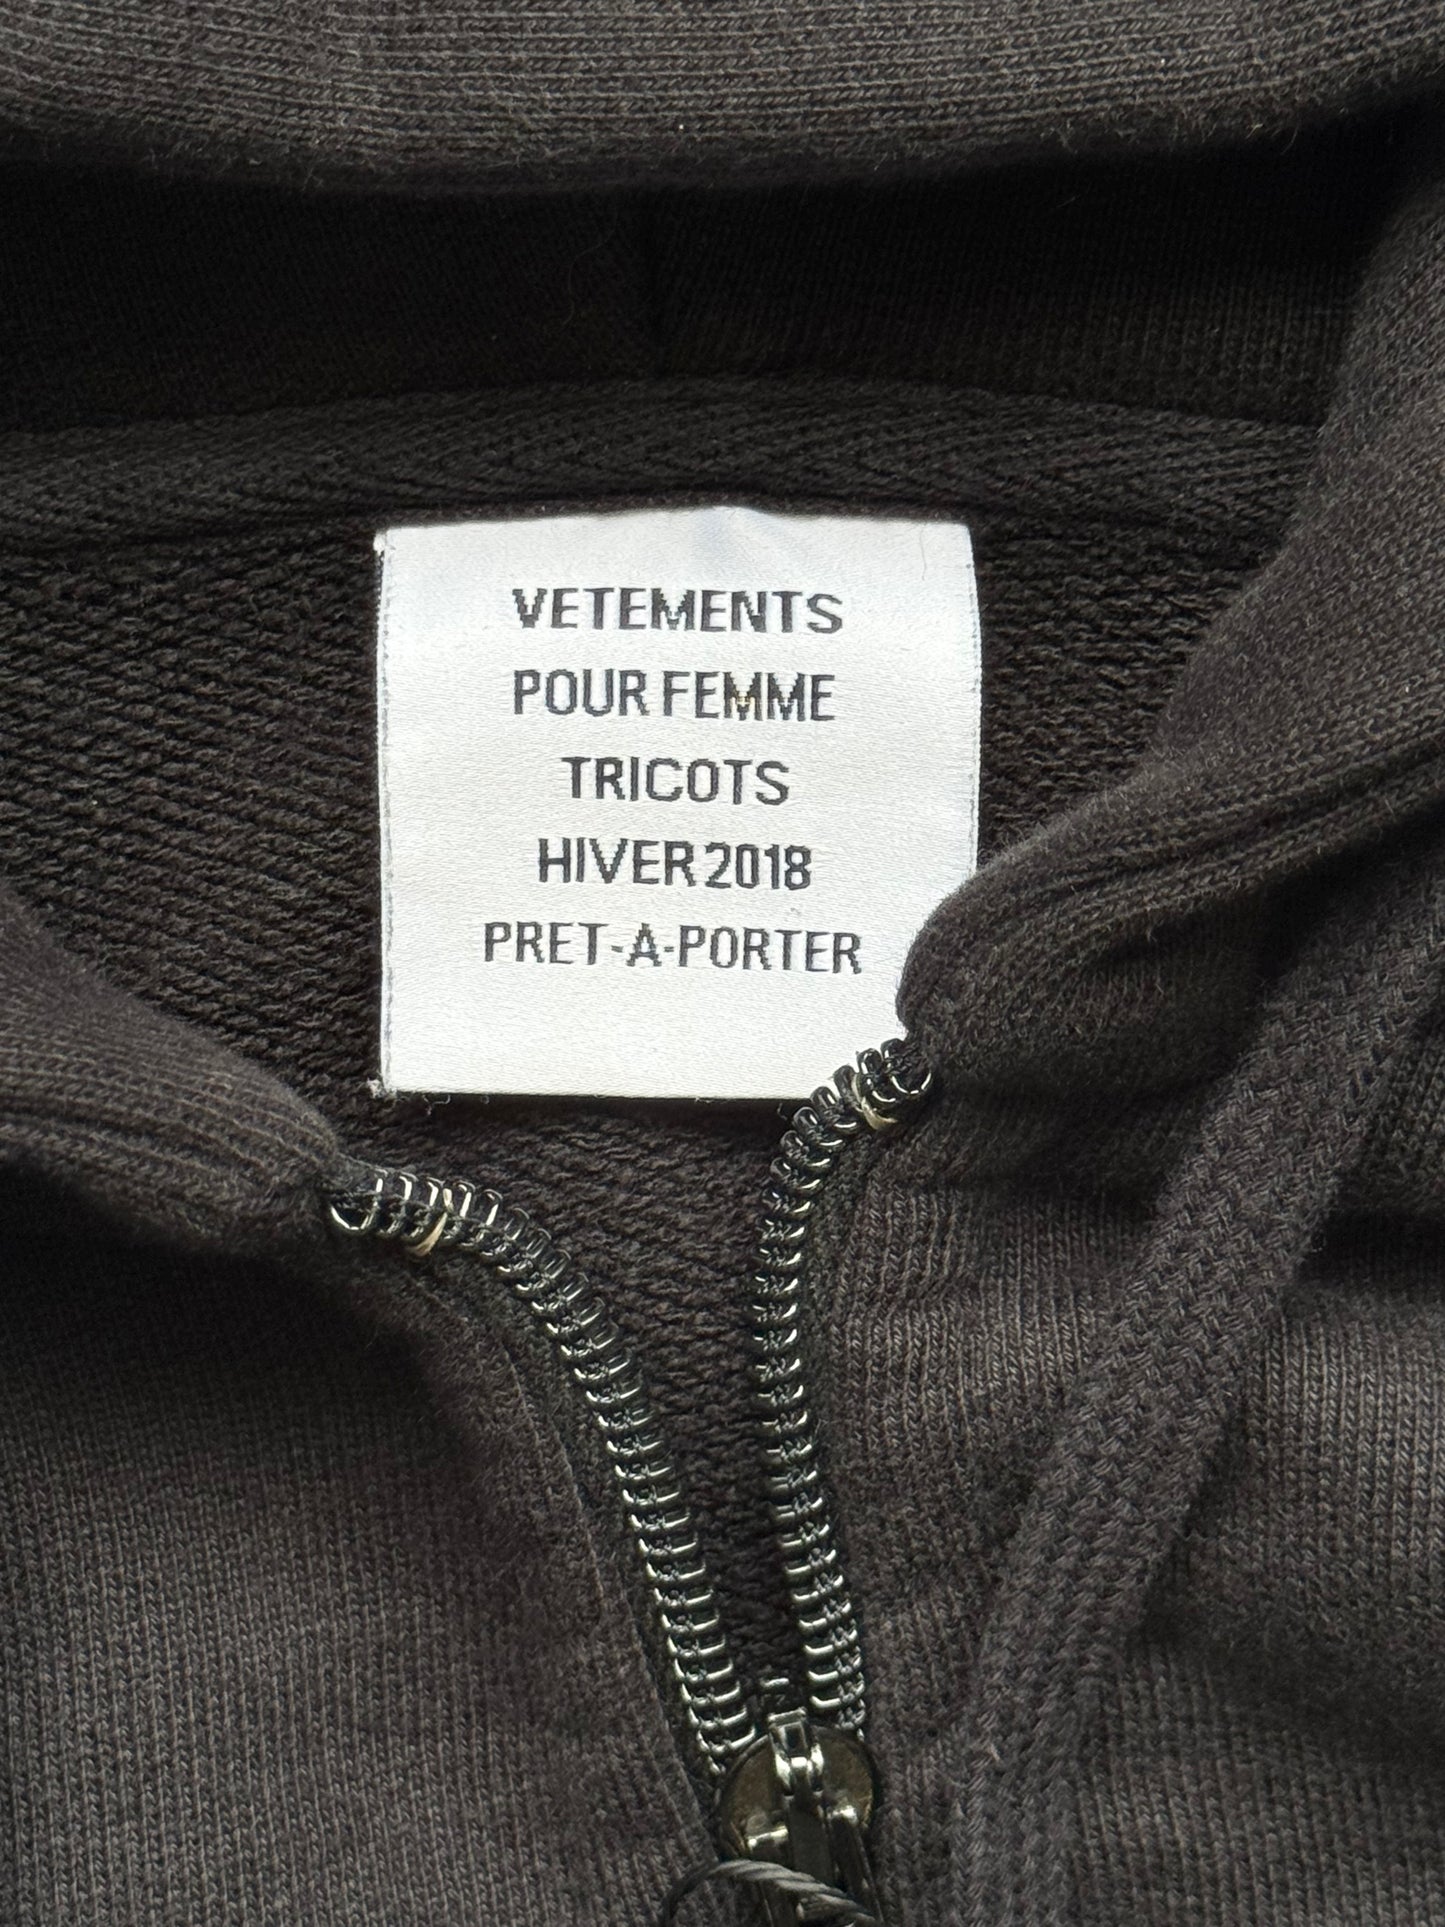 VETEMENTS
POUR FEMME
TRICOTS
HIVER 2018
PRET-A-PORTER